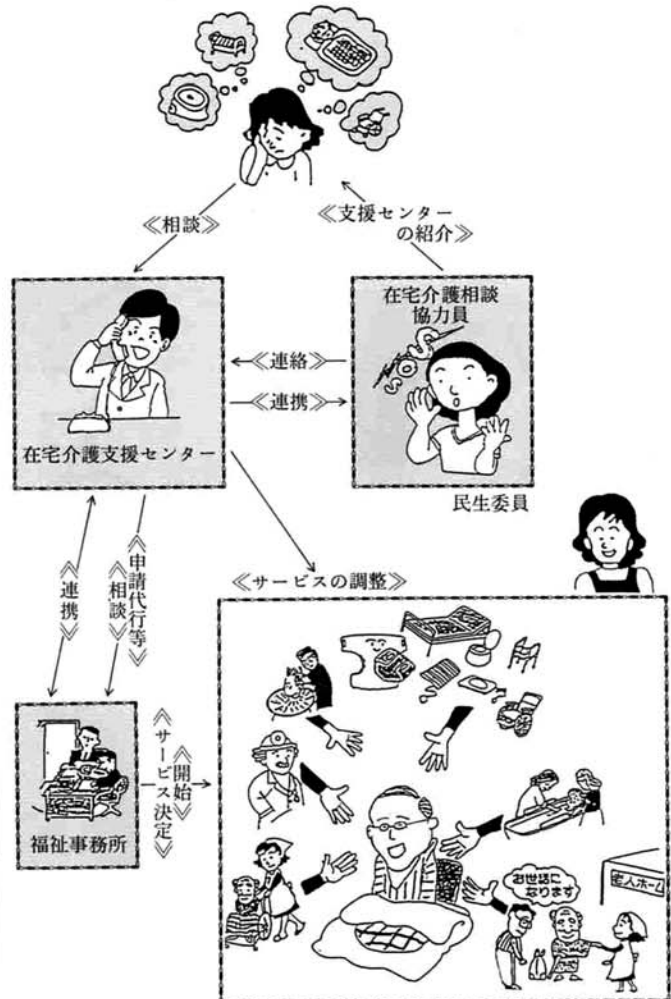 《相談》
《支援センター
の紹介》
在宅介護相談
協力員
SOS
《連絡》
《連携》
在宅介護支援センター
民生委員
《連携》
《相談》
《申請代行等》
《サービスの調整》
福祉事務所
《サービス決定》
《開始》
お世話に
なります
老人ホーム